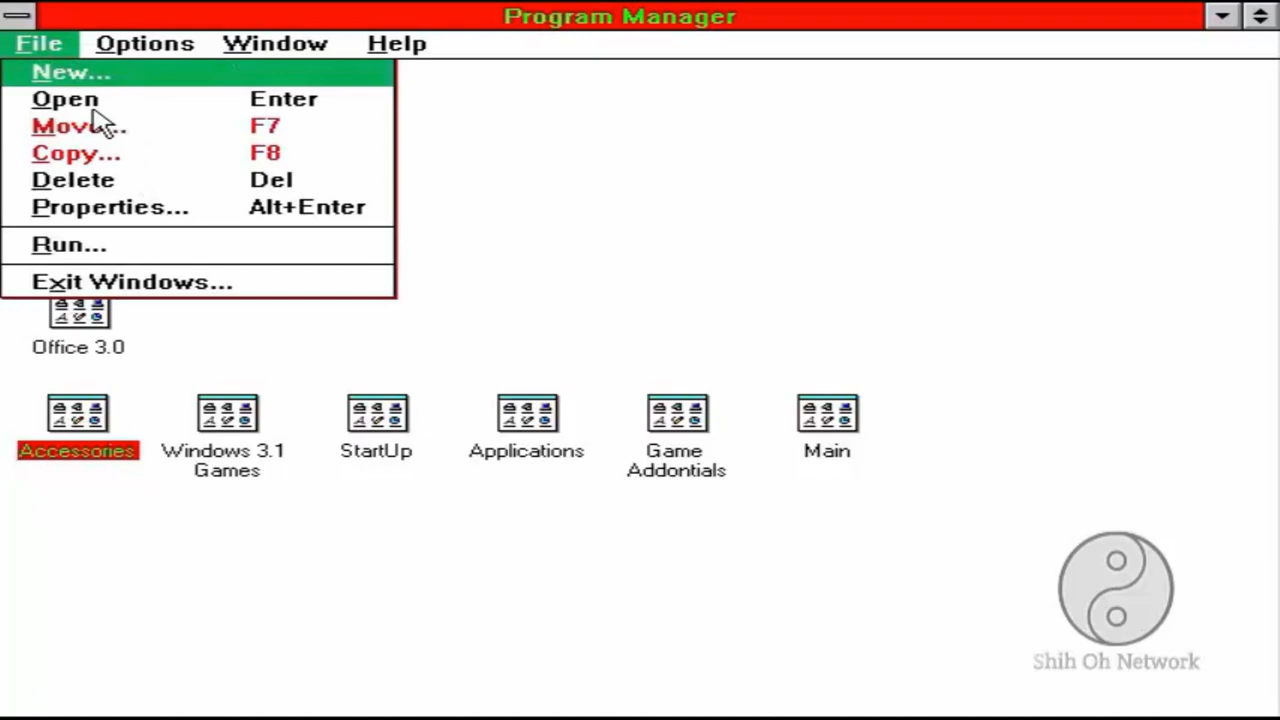 Program Manager
File Options Window Help
New...
Open Enter
Move... F7
Copy... F8
Delete Del
Properties... Alt+Enter
Run...
Exit Windows...
Office 3.0
Accessories
Windows 3.1
Games
StartUp
Applications
Game
Addontials
Main
Shih Oh Network